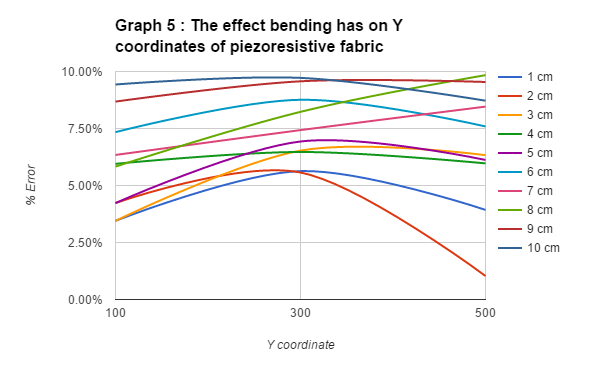 Graph 5 : The effect bending has on Y
coordinates of piezoresistive fabric
10.00%
7.50%
5.00%
2.50%
0.00%
% Error
100
300
500
Y coordinate
1 cm
2 cm
3 cm
4 cm
5 cm
6 cm
7 cm
8 cm
9 cm
10 cm